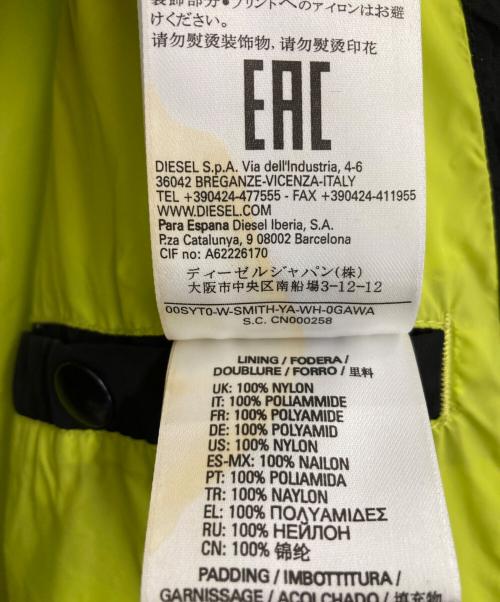 装飾部分●プリントへのアイロンはお避
けください。
请勿熨烫装饰物，请勿熨烫印花
EAC
DIESEL S.p.A. Via dell'Industria, 4-6
36042 BREGANZE-VICENZA-ITALY
TEL +390424-477555 - FAX +390424-411955
WWW.DIESEL.COM
Para Espana Diesel Iberia, S.A.
P.za Catalunya, 9 08002 Barcelona
CIF no: A62226170
ディーゼルジャパン(株)
大阪市中央区南船場3-12-12
00SYT0-W-SMITH-YA-WH-0GAWA
S.C. CN000258
LINING / FODERA /
DOUBLURE / FORRO / 里料
UK: 100% NYLON
IT: 100% POLIAMMIDE
FR: 100% POLYAMIDE
DE: 100% POLYAMID
US: 100% NYLON
ES-MX: 100% NAILON
PT: 100% POLIAMIDA
TR: 100% NAYLON
EL: 100% ΠΟΛΥΑΜΙΔΕΣ
RU: 100% НЕЙЛОН
CN: 100% 锦纶
PADDING / IMBOTTITURA /
GARNISSAGE / ACOLCHADO / 填充物